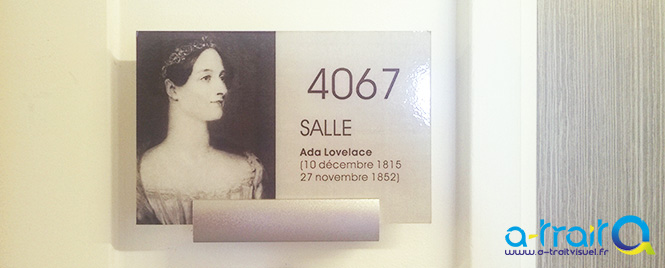 4067
SALLE
Ada Lovelace
(10 décembre 1815
27 novembre 1852)
a-trait
www.a-traitvisuel.fr